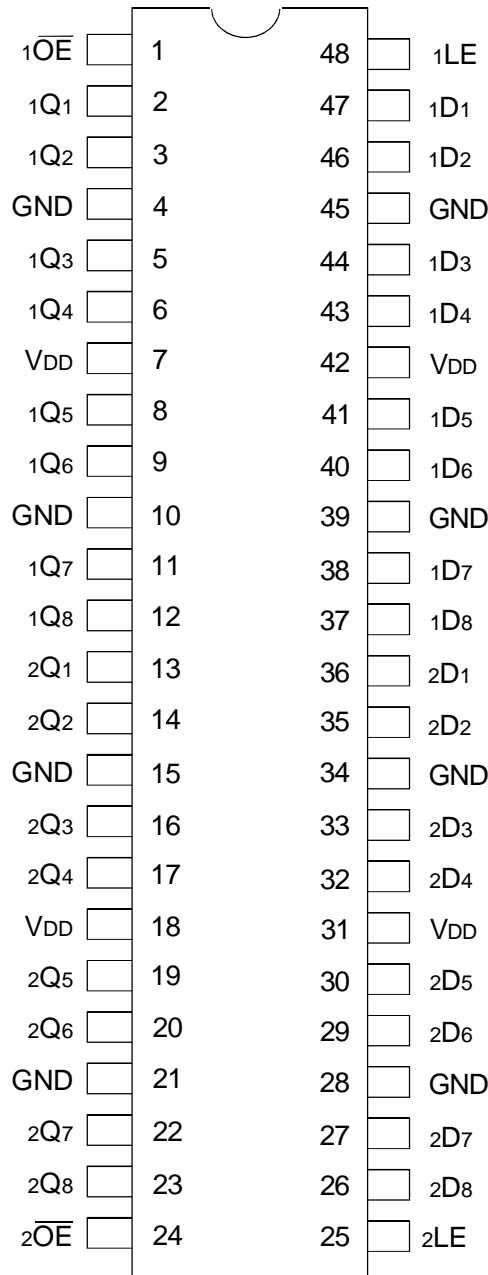 1O̅E̅ 1 48 1LE
1Q1 2 47 1D1
1Q2 3 46 1D2
GND 4 45 GND
1Q3 5 44 1D3
1Q4 6 43 1D4
VDD 7 42 VDD
1Q5 8 41 1D5
1Q6 9 40 1D6
GND 10 39 GND
1Q7 11 38 1D7
1Q8 12 37 1D8
2Q1 13 36 2D1
2Q2 14 35 2D2
GND 15 34 GND
2Q3 16 33 2D3
2Q4 17 32 2D4
VDD 18 31 VDD
2Q5 19 30 2D5
2Q6 20 29 2D6
GND 21 28 GND
2Q7 22 27 2D7
2Q8 23 26 2D8
2O̅E̅ 24 25 2LE